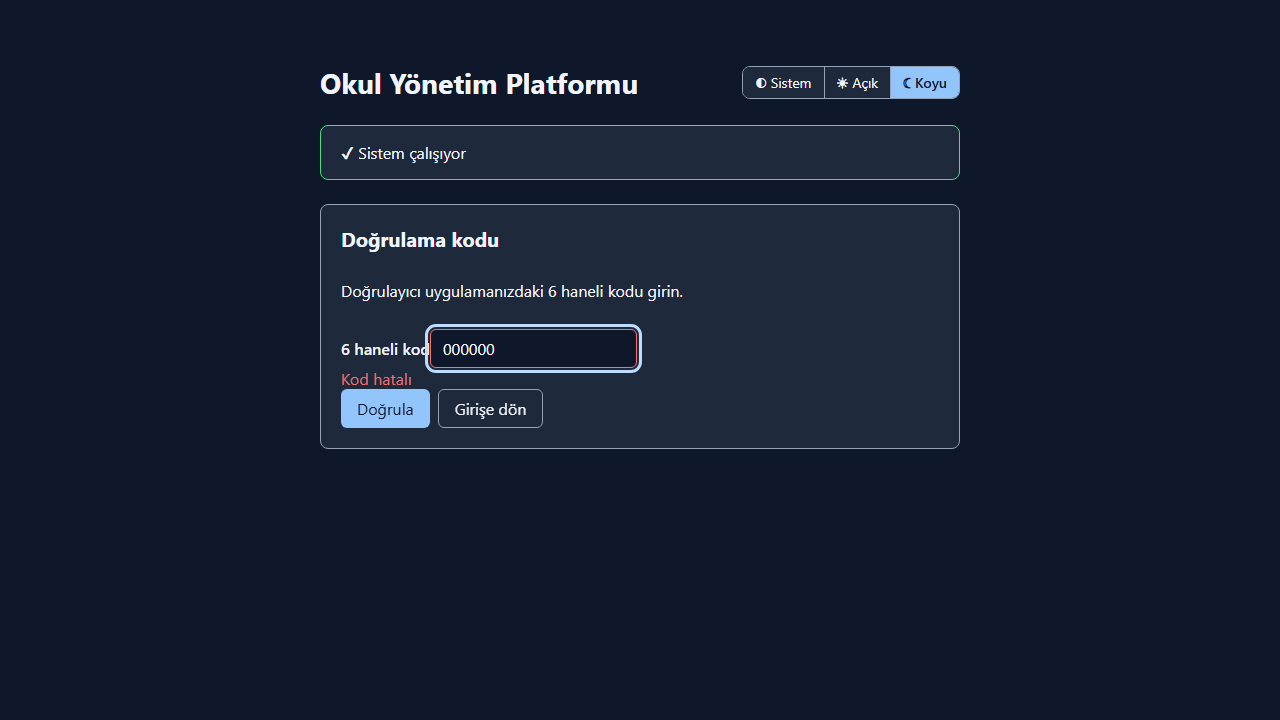 Okul Yönetim Platformu
◐ Sistem ☀ Açık ☾ Koyu
✔ Sistem çalışıyor
Doğrulama kodu
Doğrulayıcı uygulamanızdaki 6 haneli kodu girin.
6 haneli kod 000000
Kod hatalı
Doğrula Girişe dön